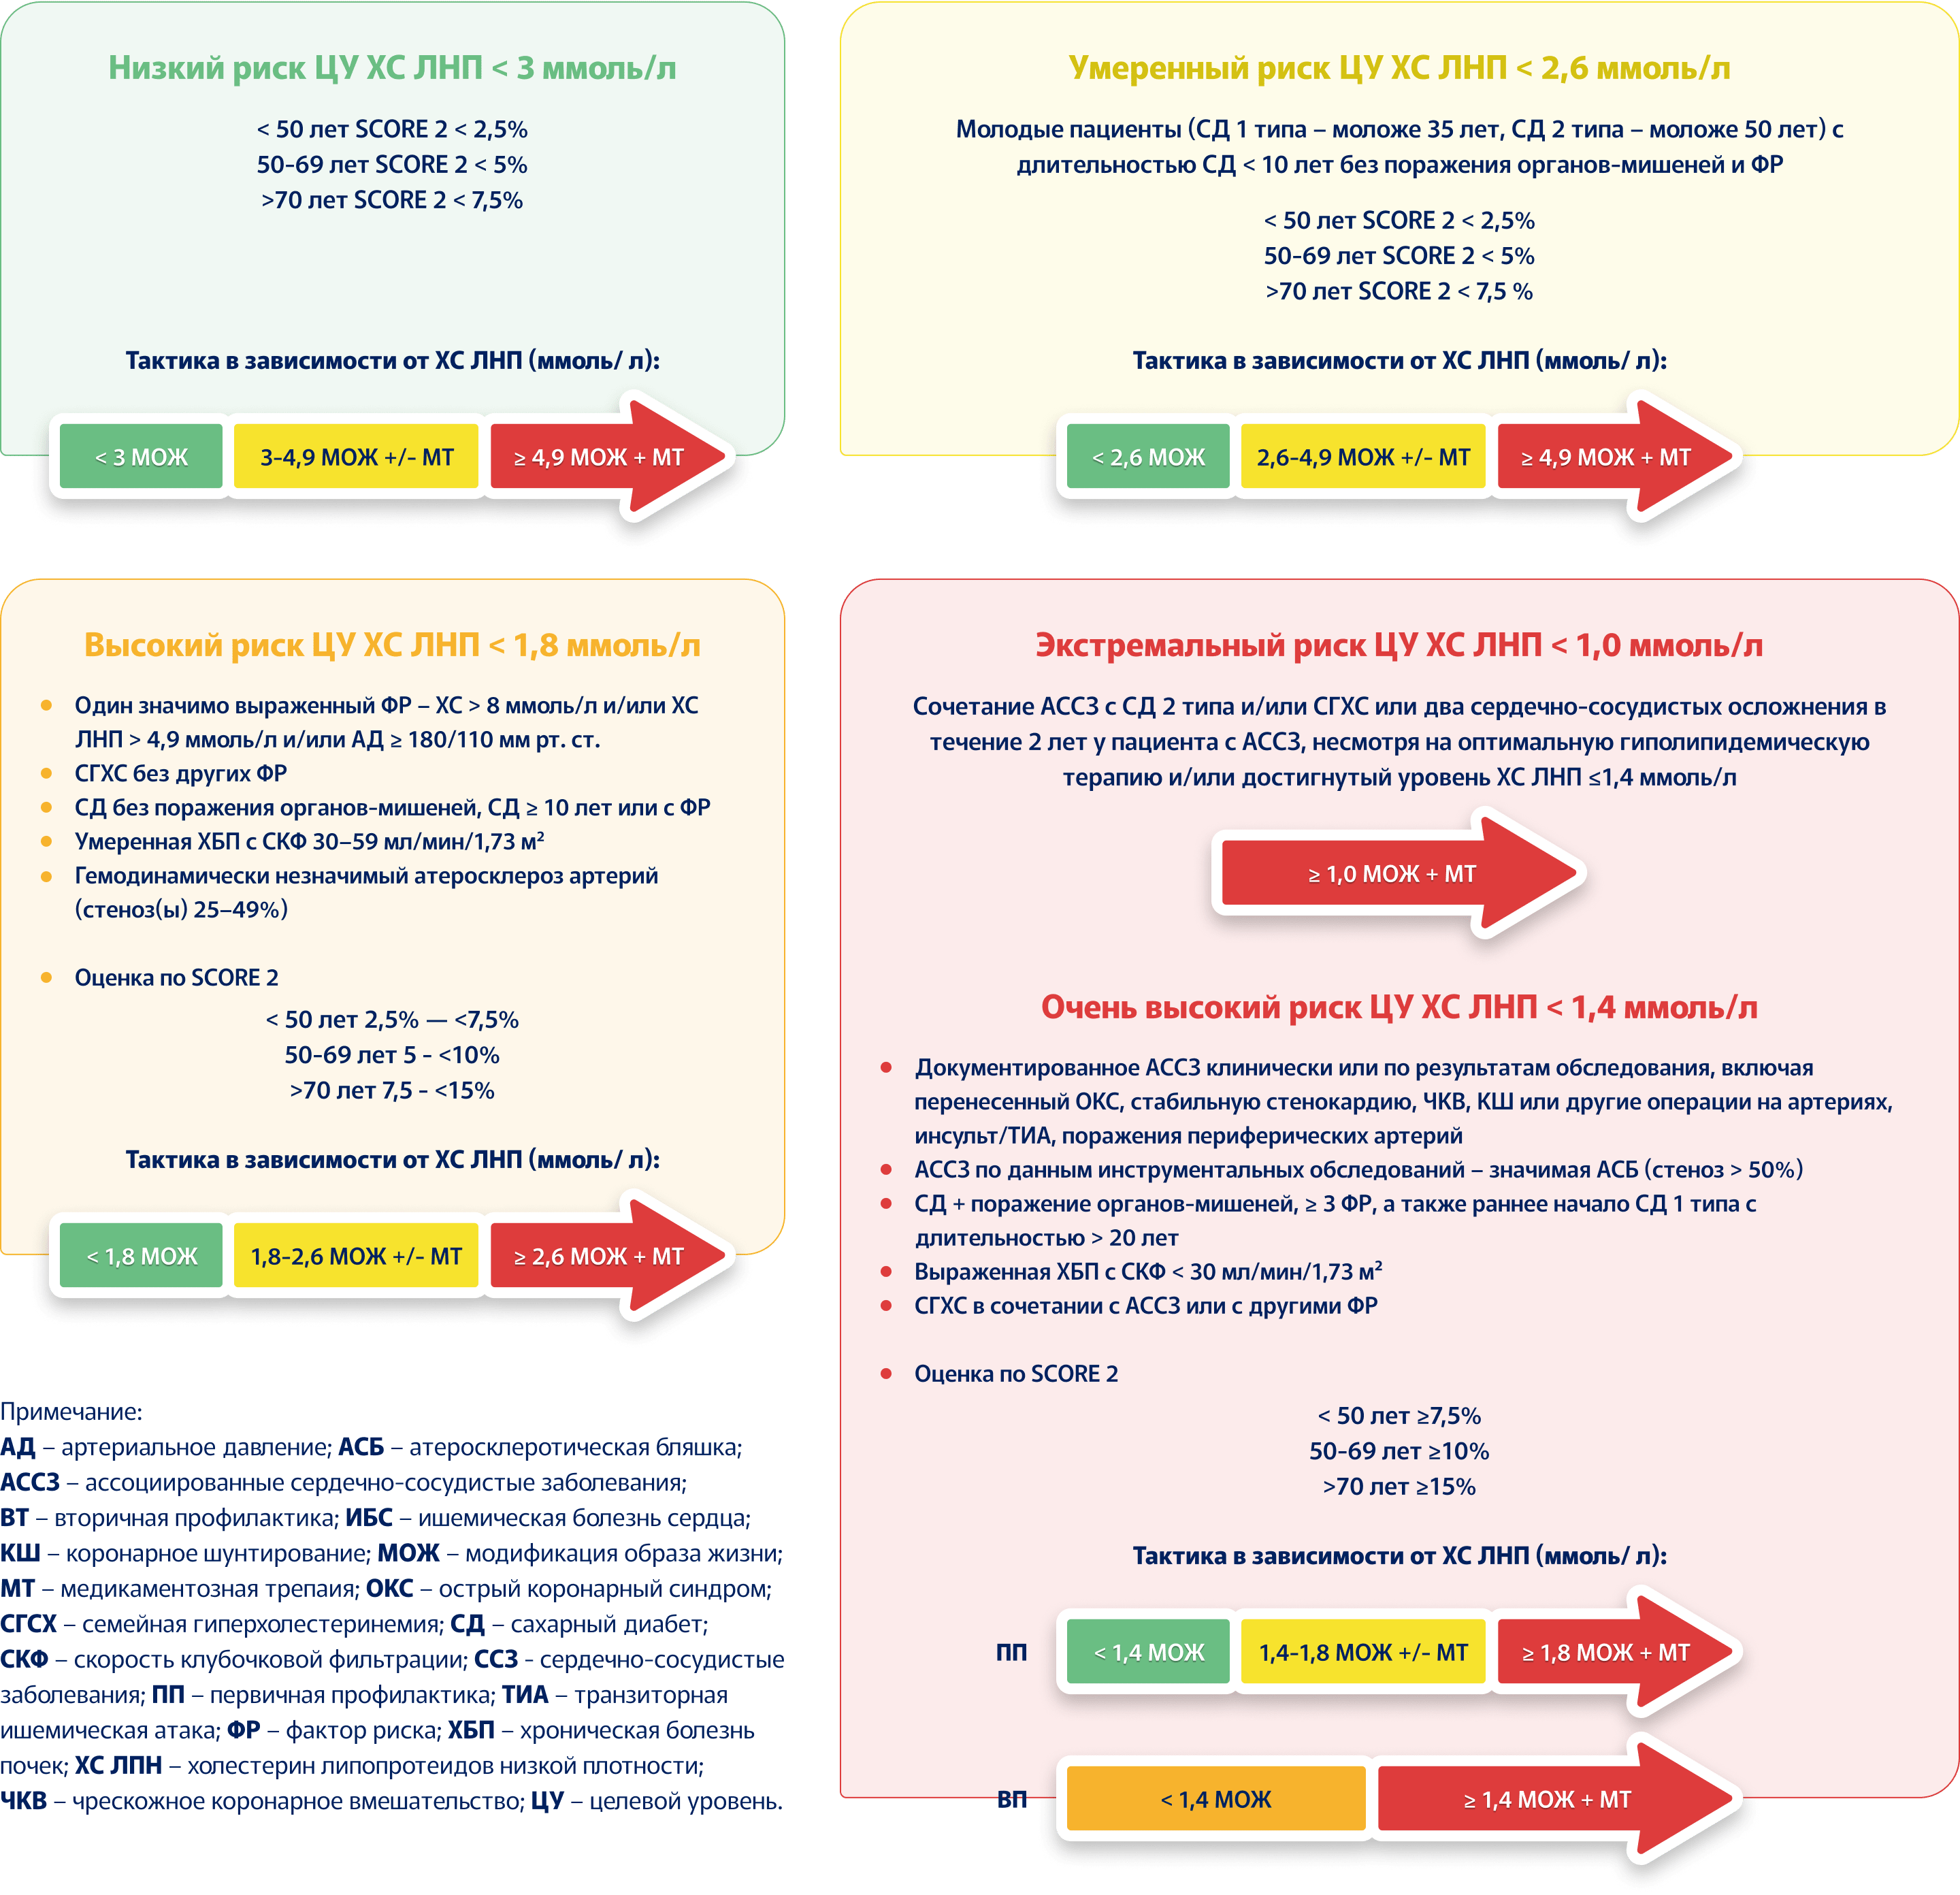 Низкий риск ЦУ ХС ЛНП < 3 ммоль/л
< 50 лет SCORE 2 < 2,5%
50-69 лет SCORE 2 < 5%
>70 лет SCORE 2 < 7,5%
Тактика в зависимости от ХС ЛНП (ммоль/ л):
< 3 МОЖ
3-4,9 МОЖ +/- МТ
≥ 4,9 МОЖ + МТ
Умеренный риск ЦУ ХС ЛНП < 2,6 ммоль/л
Молодые пациенты (СД 1 типа – моложе 35 лет, СД 2 типа – моложе 50 лет) с
длительностью СД < 10 лет без поражения органов-мишеней и ФР
< 50 лет SCORE 2 < 2,5%
50-69 лет SCORE 2 < 5%
>70 лет SCORE 2 < 7,5 %
Тактика в зависимости от ХС ЛНП (ммоль/ л):
< 2,6 МОЖ
2,6-4,9 МОЖ +/- МТ
≥ 4,9 МОЖ + МТ
Высокий риск ЦУ ХС ЛНП < 1,8 ммоль/л
• Один значимо выраженный ФР – ХС > 8 ммоль/л и/или ХС
ЛНП > 4,9 ммоль/л и/или АД ≥ 180/110 мм рт. ст.
• СГХС без других ФР
• СД без поражения органов-мишеней, СД ≥ 10 лет или с ФР
• Умеренная ХБП с СКФ 30–59 мл/мин/1,73 м²
• Гемодинамически незначимый атеросклероз артерий
(стеноз(ы) 25–49%)
• Оценка по SCORE 2
< 50 лет 2,5% — <7,5%
50-69 лет 5 - <10%
>70 лет 7,5 - <15%
Тактика в зависимости от ХС ЛНП (ммоль/ л):
< 1,8 МОЖ
1,8-2,6 МОЖ +/- МТ
≥ 2,6 МОЖ + МТ
Экстремальный риск ЦУ ХС ЛНП < 1,0 ммоль/л
Сочетание АССЗ с СД 2 типа и/или СГХС или два сердечно-сосудистых осложнения в
течение 2 лет у пациента с АССЗ, несмотря на оптимальную гиполипидемическую
терапию и/или достигнутый уровень ХС ЛНП ≤1,4 ммоль/л
≥ 1,0 МОЖ + МТ
Очень высокий риск ЦУ ХС ЛНП < 1,4 ммоль/л
• Документированное АССЗ клинически или по результатам обследования, включая
перенесенный ОКС, стабильную стенокардию, ЧКВ, КШ или другие операции на артериях,
инсульт/ТИА, поражения периферических артерий
• АССЗ по данным инструментальных обследований – значимая АСБ (стеноз > 50%)
• СД + поражение органов-мишеней, ≥ 3 ФР, а также раннее начало СД 1 типа с
длительностью > 20 лет
• Выраженная ХБП с СКФ < 30 мл/мин/1,73 м²
• СГХС в сочетании с АССЗ или с другими ФР
• Оценка по SCORE 2
< 50 лет ≥7,5%
50-69 лет ≥10%
>70 лет ≥15%
Тактика в зависимости от ХС ЛНП (ммоль/ л):
ПП
< 1,4 МОЖ
1,4-1,8 МОЖ +/- МТ
≥ 1,8 МОЖ + МТ
ВП
< 1,4 МОЖ
≥ 1,4 МОЖ + МТ
Примечание:
АД – артериальное давление; АСБ – атеросклеротическая бляшка;
АССЗ – ассоциированные сердечно-сосудистые заболевания;
ВТ – вторичная профилактика; ИБС – ишемическая болезнь сердца;
КШ – коронарное шунтирование; МОЖ – модификация образа жизни;
МТ – медикаментозная трепаия; ОКС – острый коронарный синдром;
СГСХ – семейная гиперхолестеринемия; СД – сахарный диабет;
СКФ – скорость клубочковой фильтрации; ССЗ - сердечно-сосудистые
заболевания; ПП – первичная профилактика; ТИА – транзиторная
ишемическая атака; ФР – фактор риска; ХБП – хроническая болезнь
почек; ХС ЛПН – холестерин липопротеидов низкой плотности;
ЧКВ – чрескожное коронарное вмешательство; ЦУ – целевой уровень.